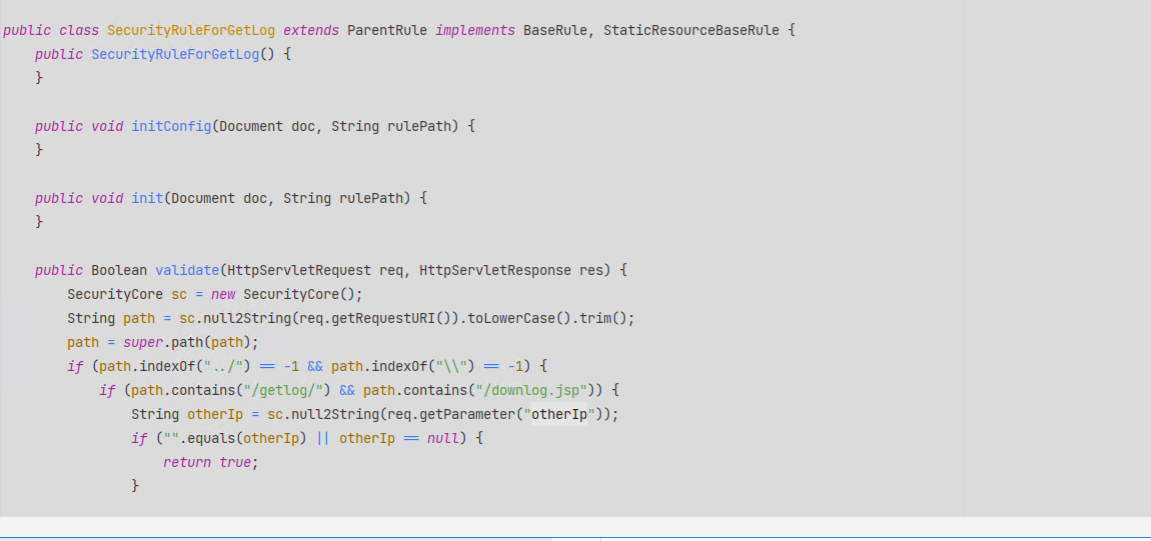 public class SecurityRuleForGetLog extends ParentRule implements BaseRule, StaticResourceBaseRule {
    public SecurityRuleForGetLog() {
    }

    public void initConfig(Document doc, String rulePath) {
    }

    public void init(Document doc, String rulePath) {
    }

    public Boolean validate(HttpServletRequest req, HttpServletResponse res) {
        SecurityCore sc = new SecurityCore();
        String path = sc.null2String(req.getRequestURI()).toLowerCase().trim();
        path = super.path(path);
        if (path.indexOf("../") == -1 && path.indexOf("\\") == -1) {
            if (path.contains("/getlog/") && path.contains("/downlog.jsp")) {
                String otherIp = sc.null2String(req.getParameter("otherIp"));
                if ("".equals(otherIp) || otherIp == null) {
                    return true;
                }